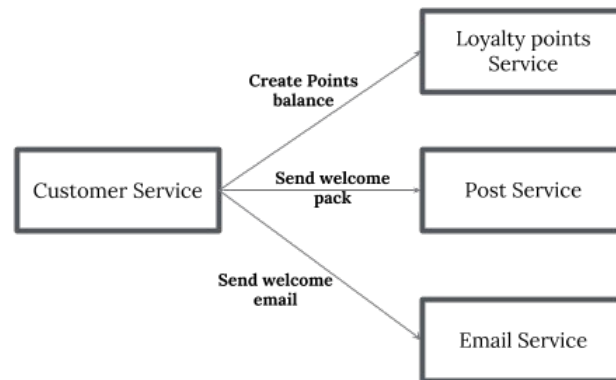 Loyalty points
Service
Create Points
balance
Customer Service
Send welcome
pack
Post Service
Send welcome
email
Email Service